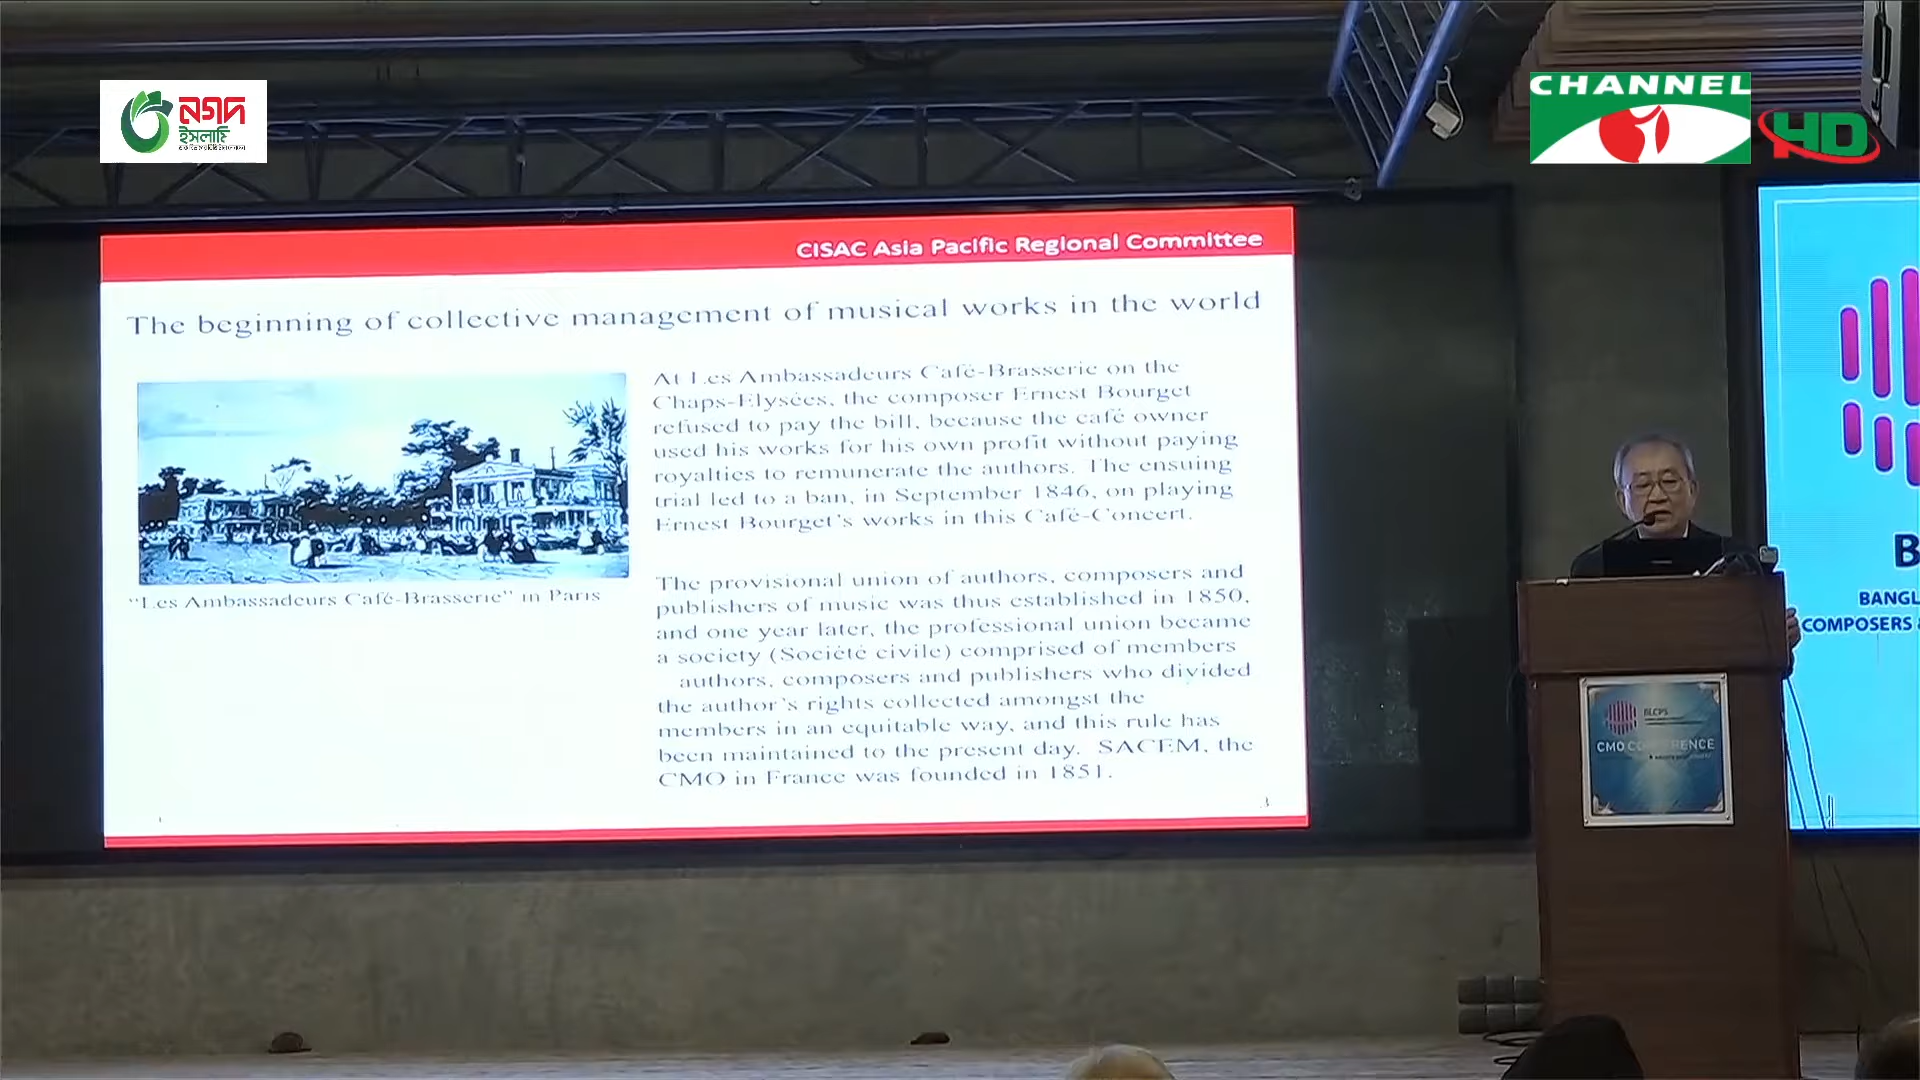 নগদ
ইসলামি
CHANNEL
HD
CISAC Asia Pacific Regional Committee
The beginning of collective management of musical works in the world
At Les Ambassadeurs Café-Brasserie on the
Chaps-Elysées, the composer Ernest Bourget
refused to pay the bill, because the café owner
used his works for his own profit without paying
royalties to remunerate the authors. The ensuing
trial led to a ban, in September 1846, on playing
Ernest Bourget's works in this Café-Concert.
"Les Ambassadeurs Café-Brasserie" in Paris
The provisional union of authors, composers and
publishers of music was thus established in 1850,
and one year later, the professional union became
a society (Société civile) comprised of members
authors, composers and publishers who divided
the author's rights collected amongst the
members in an equitable way, and this rule has
been maintained to the present day. SACEM, the
CMO in France was founded in 1851.
3
B
BANGL
COMPOSERS &
BLCPS
CMO CONFERENCE